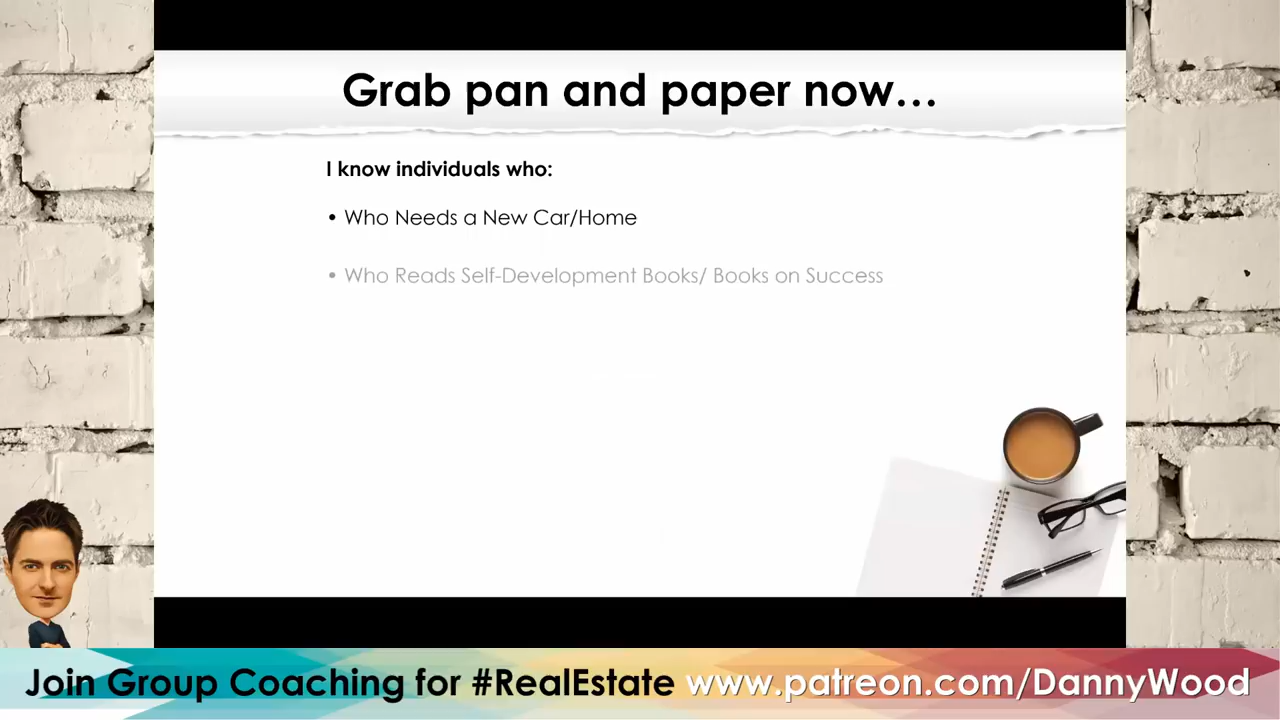 Grab pan and paper now...
I know individuals who:
• Who Needs a New Car/Home
• Who Reads Self-Development Books/ Books on Success
Join Group Coaching for #RealEstate www.patreon.com/DannyWood